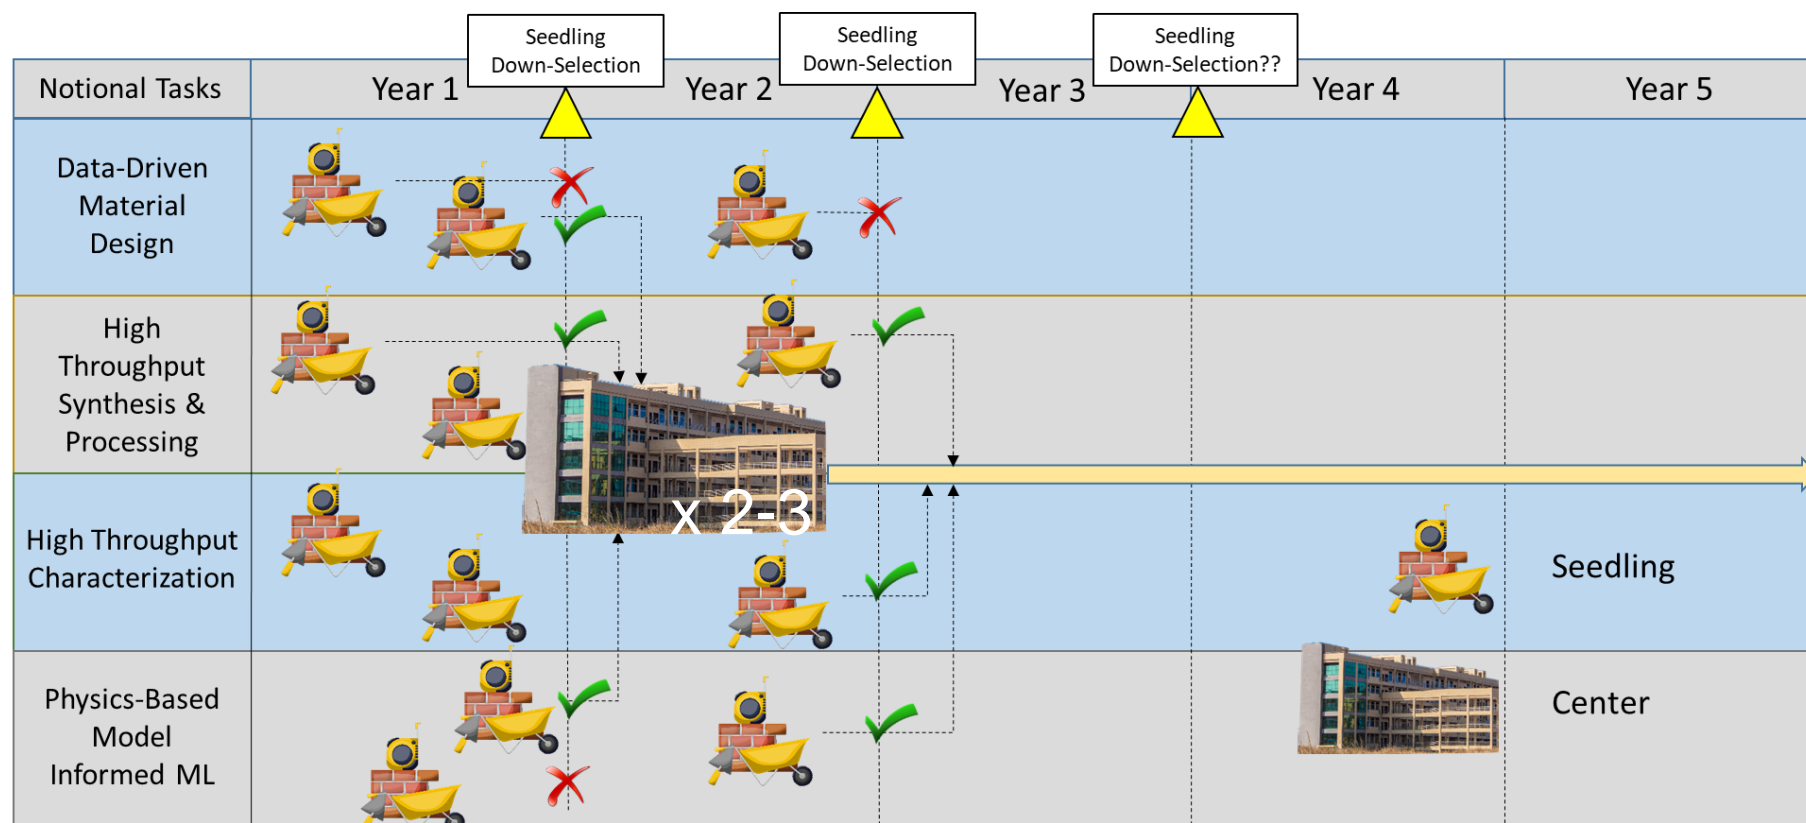 Seedling
Down-Selection
Seedling
Down-Selection
Seedling
Down-Selection??
Notional Tasks
Year 1
Year 2
Year 3
Year 4
Year 5
Data-Driven
Material
Design
High
Throughput
Synthesis &
Processing
x 2-3
High Throughput
Characterization
Seedling
Physics-Based
Model
Informed ML
Center